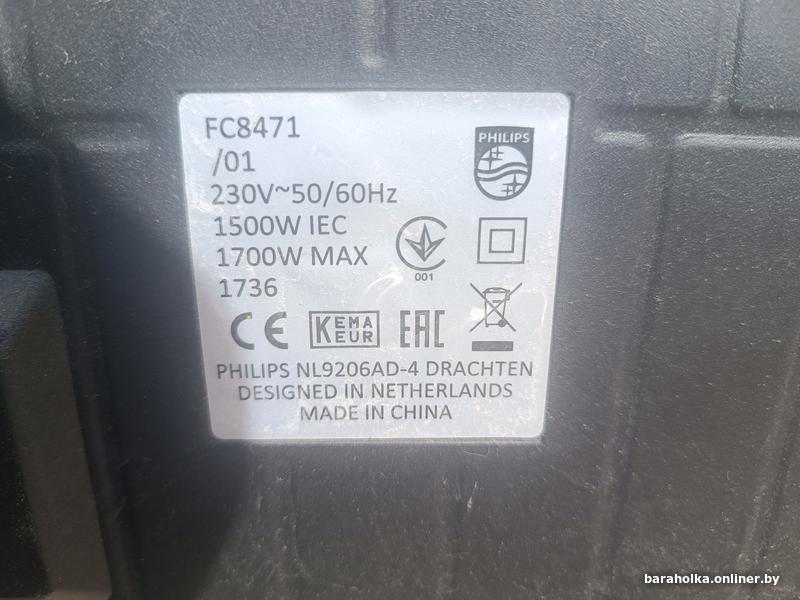 FC8471
/01
230V~50/60Hz
1500W IEC
1700W MAX
1736
PHILIPS
001
CE KEMA KEUR EAC
PHILIPS NL9206AD-4 DRACHTEN
DESIGNED IN NETHERLANDS
MADE IN CHINA
baraholka.onliner.by